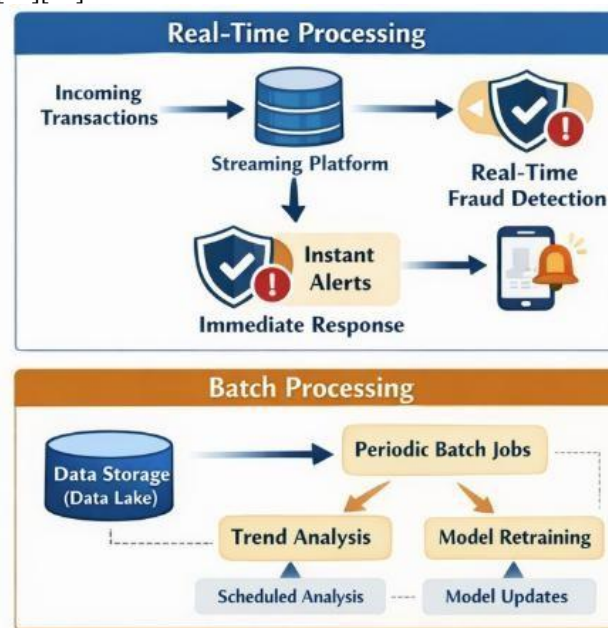 Real-Time Processing
Incoming
Transactions
Streaming Platform
Real-Time
Fraud Detection
Instant
Alerts
Immediate Response
Batch Processing
Data Storage
(Data Lake)
Periodic Batch Jobs
Trend Analysis
Model Retraining
Scheduled Analysis
Model Updates